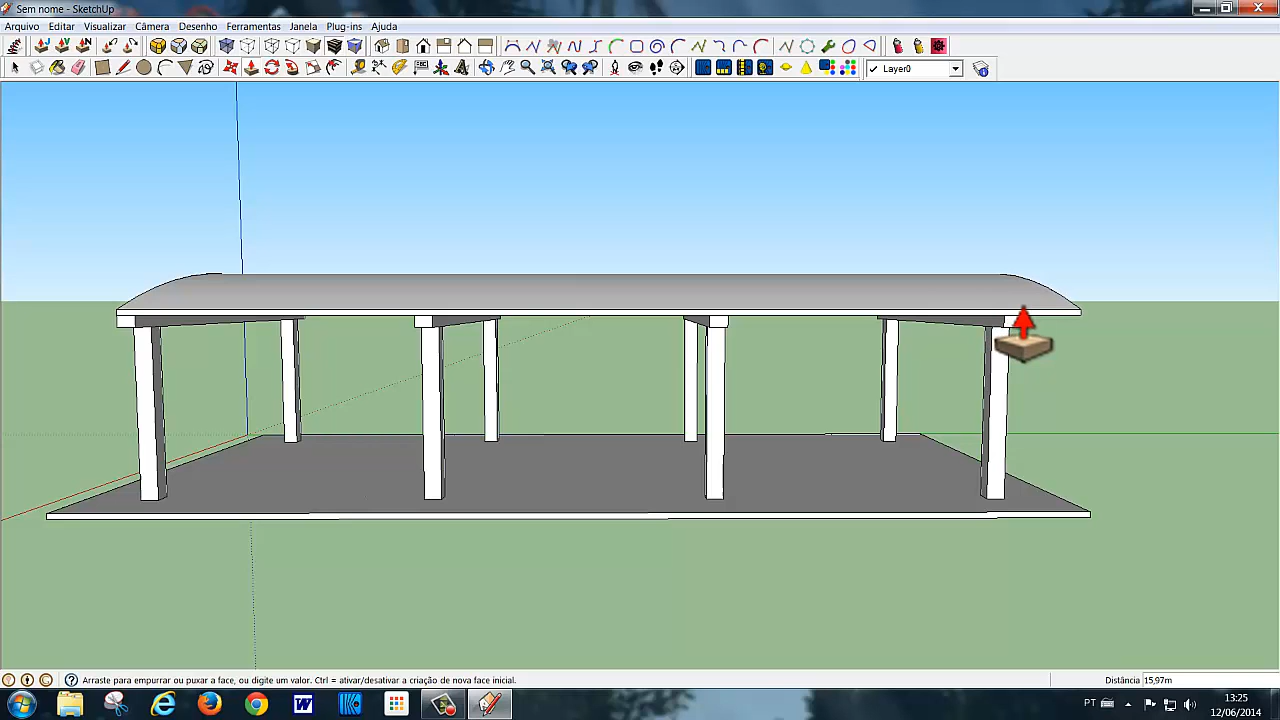 Sem nome - SketchUp
Arquivo Editar Visualizar Câmera Desenho Ferramentas Janela Plug-ins Ajuda
Layer0
Arraste para empurrar ou puxar a face, ou digite um valor. Ctrl = ativar/desativar a criação de nova face inicial.
Distância 15,97m
PT
13:25
12/06/2014